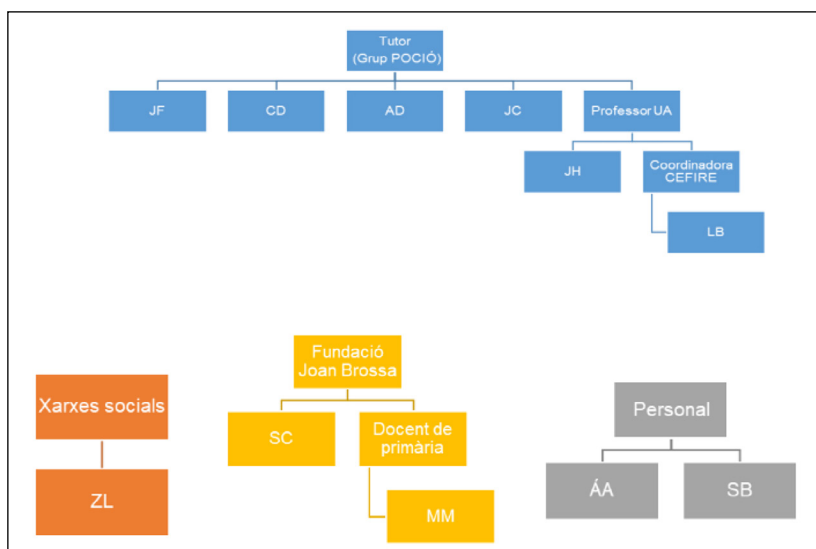 Tutor
(Grup POCIÓ)
JF
CD
AD
JC
Professor UA
JH
Coordinadora
CEFIRE
LB
Xarxes socials
ZL
Fundació
Joan Brossa
SC
Docent de
primària
MM
Personal
ÁA
SB